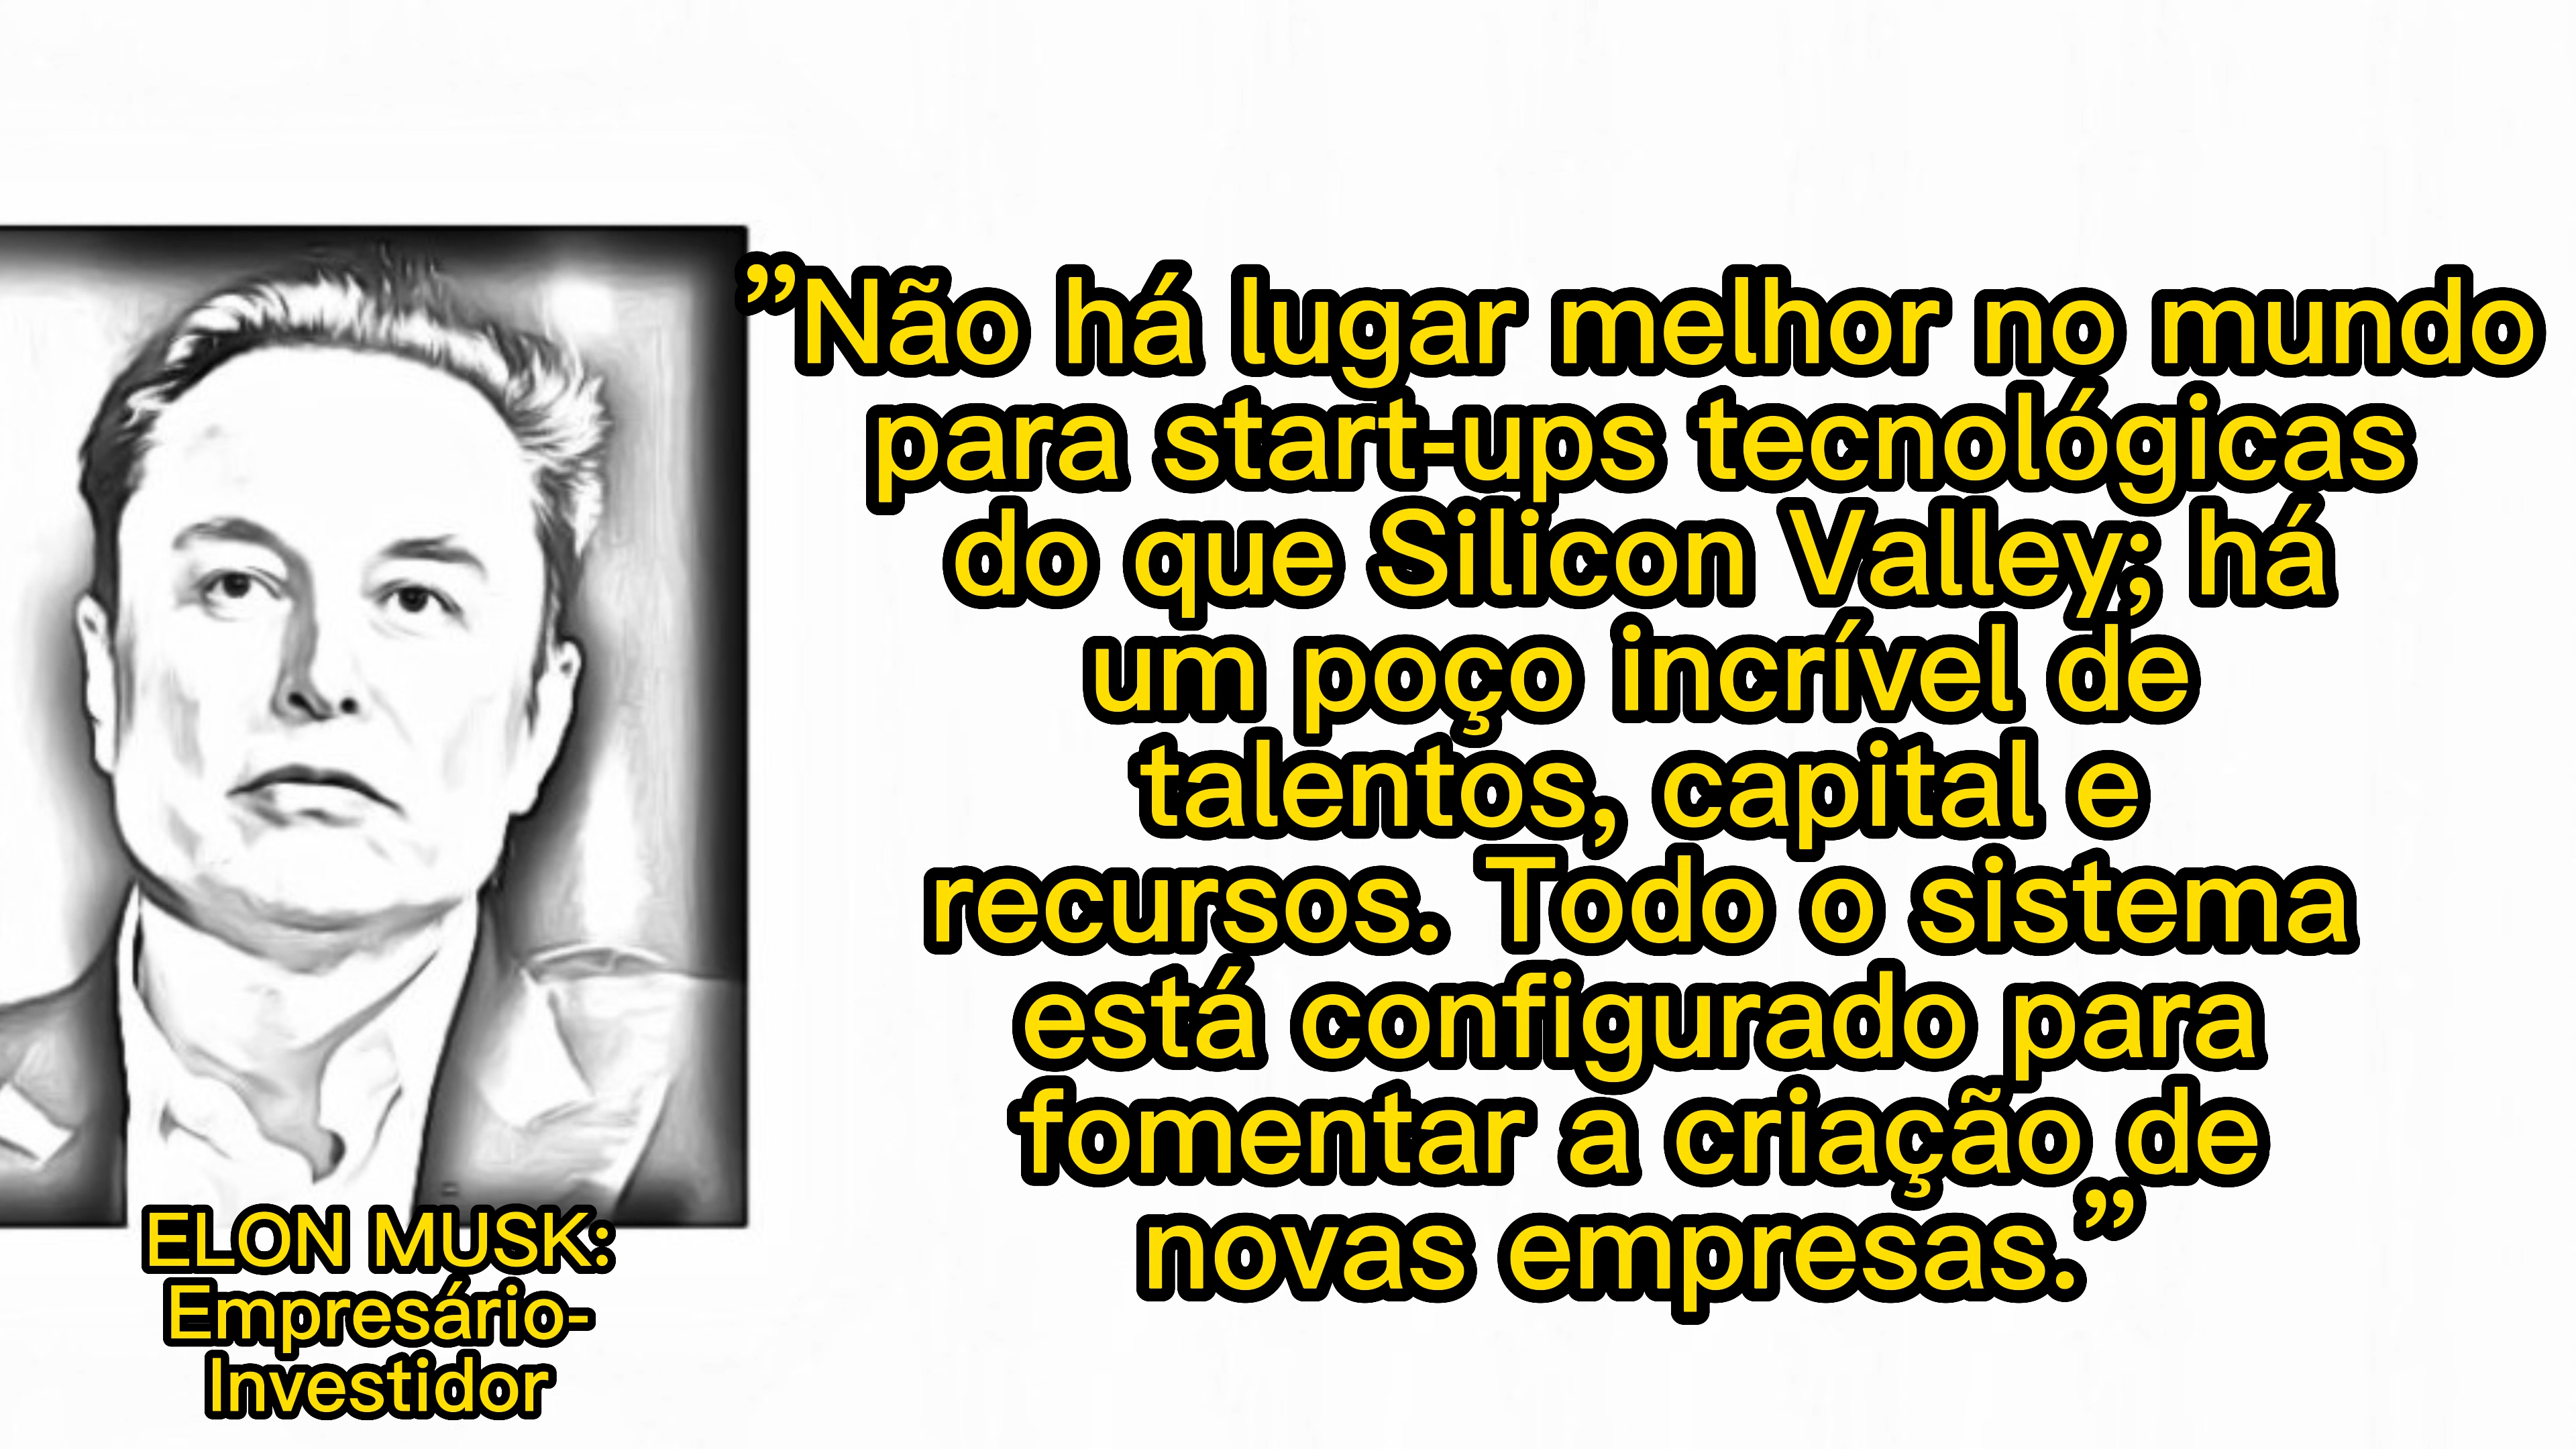 ”Não há lugar melhor no mundo
para start-ups tecnológicas
do que Silicon Valley; há
um poço incrível de
talentos, capital e
recursos. Todo o sistema
está configurado para
fomentar a criação de
novas empresas.”
ELON MUSK:
Empresário-
Investidor